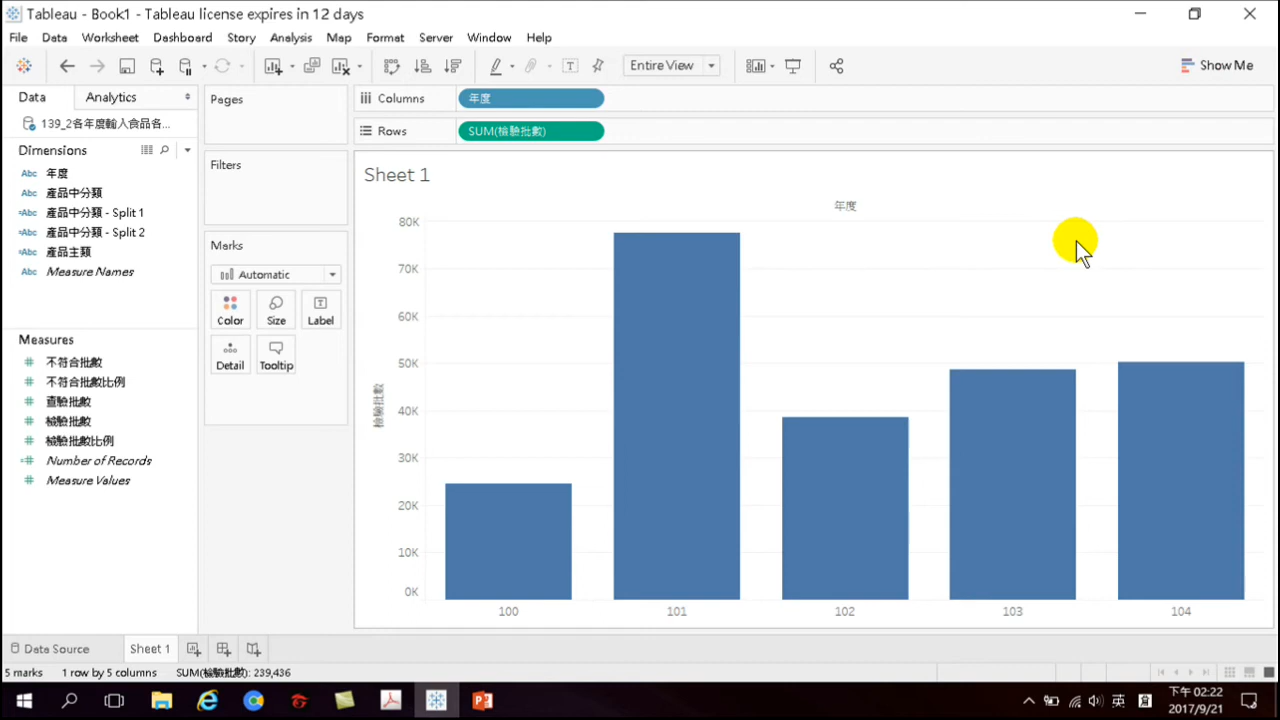 Tableau - Book1 - Tableau license expires in 12 days
File Data Worksheet Dashboard Story Analysis Map Format Server Window Help
Entire View
Show Me
Data Analytics
139_2各年度輸入食品各...
Dimensions
Abc 年度
Abc 產品中分類
=Abc 產品中分類 - Split 1
=Abc 產品中分類 - Split 2
=Abc 產品主類
Abc Measure Names
Measures
# 不符合批數
# 不符合批數比例
# 查驗批數
# 檢驗批數
# 檢驗批數比例
=# Number of Records
# Measure Values
Pages
Filters
Marks
Automatic
Color Size Label
Detail Tooltip
Columns 年度
Rows SUM(檢驗批數)
Sheet 1
年度
80K
70K
60K
50K
40K
30K
20K
10K
0K
檢驗批數
100 101 102 103 104
Data Source Sheet 1
5 marks 1 row by 5 columns SUM(檢驗批數): 239,436
英
下午 02:22
2017/9/21